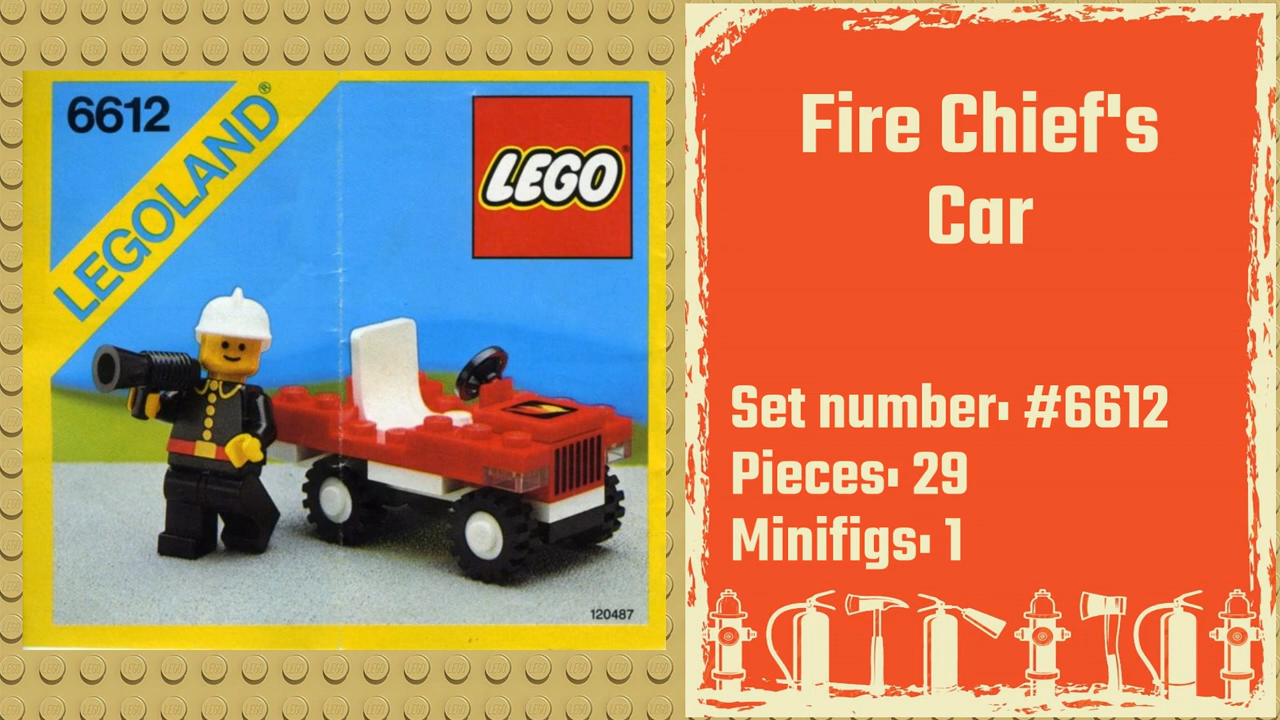 6612
LEGOLAND®
LEGO®
120487
Fire Chief's
Car
Set number: #6612
Pieces: 29
Minifigs: 1